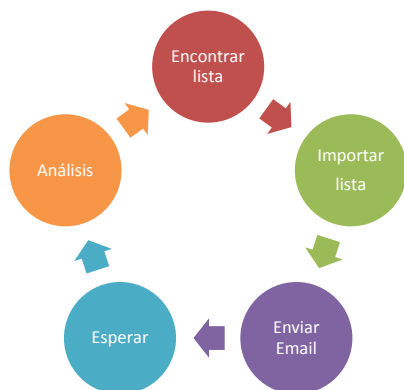 Encontrar
lista
Importar
lista
Enviar
Email
Esperar
Análisis